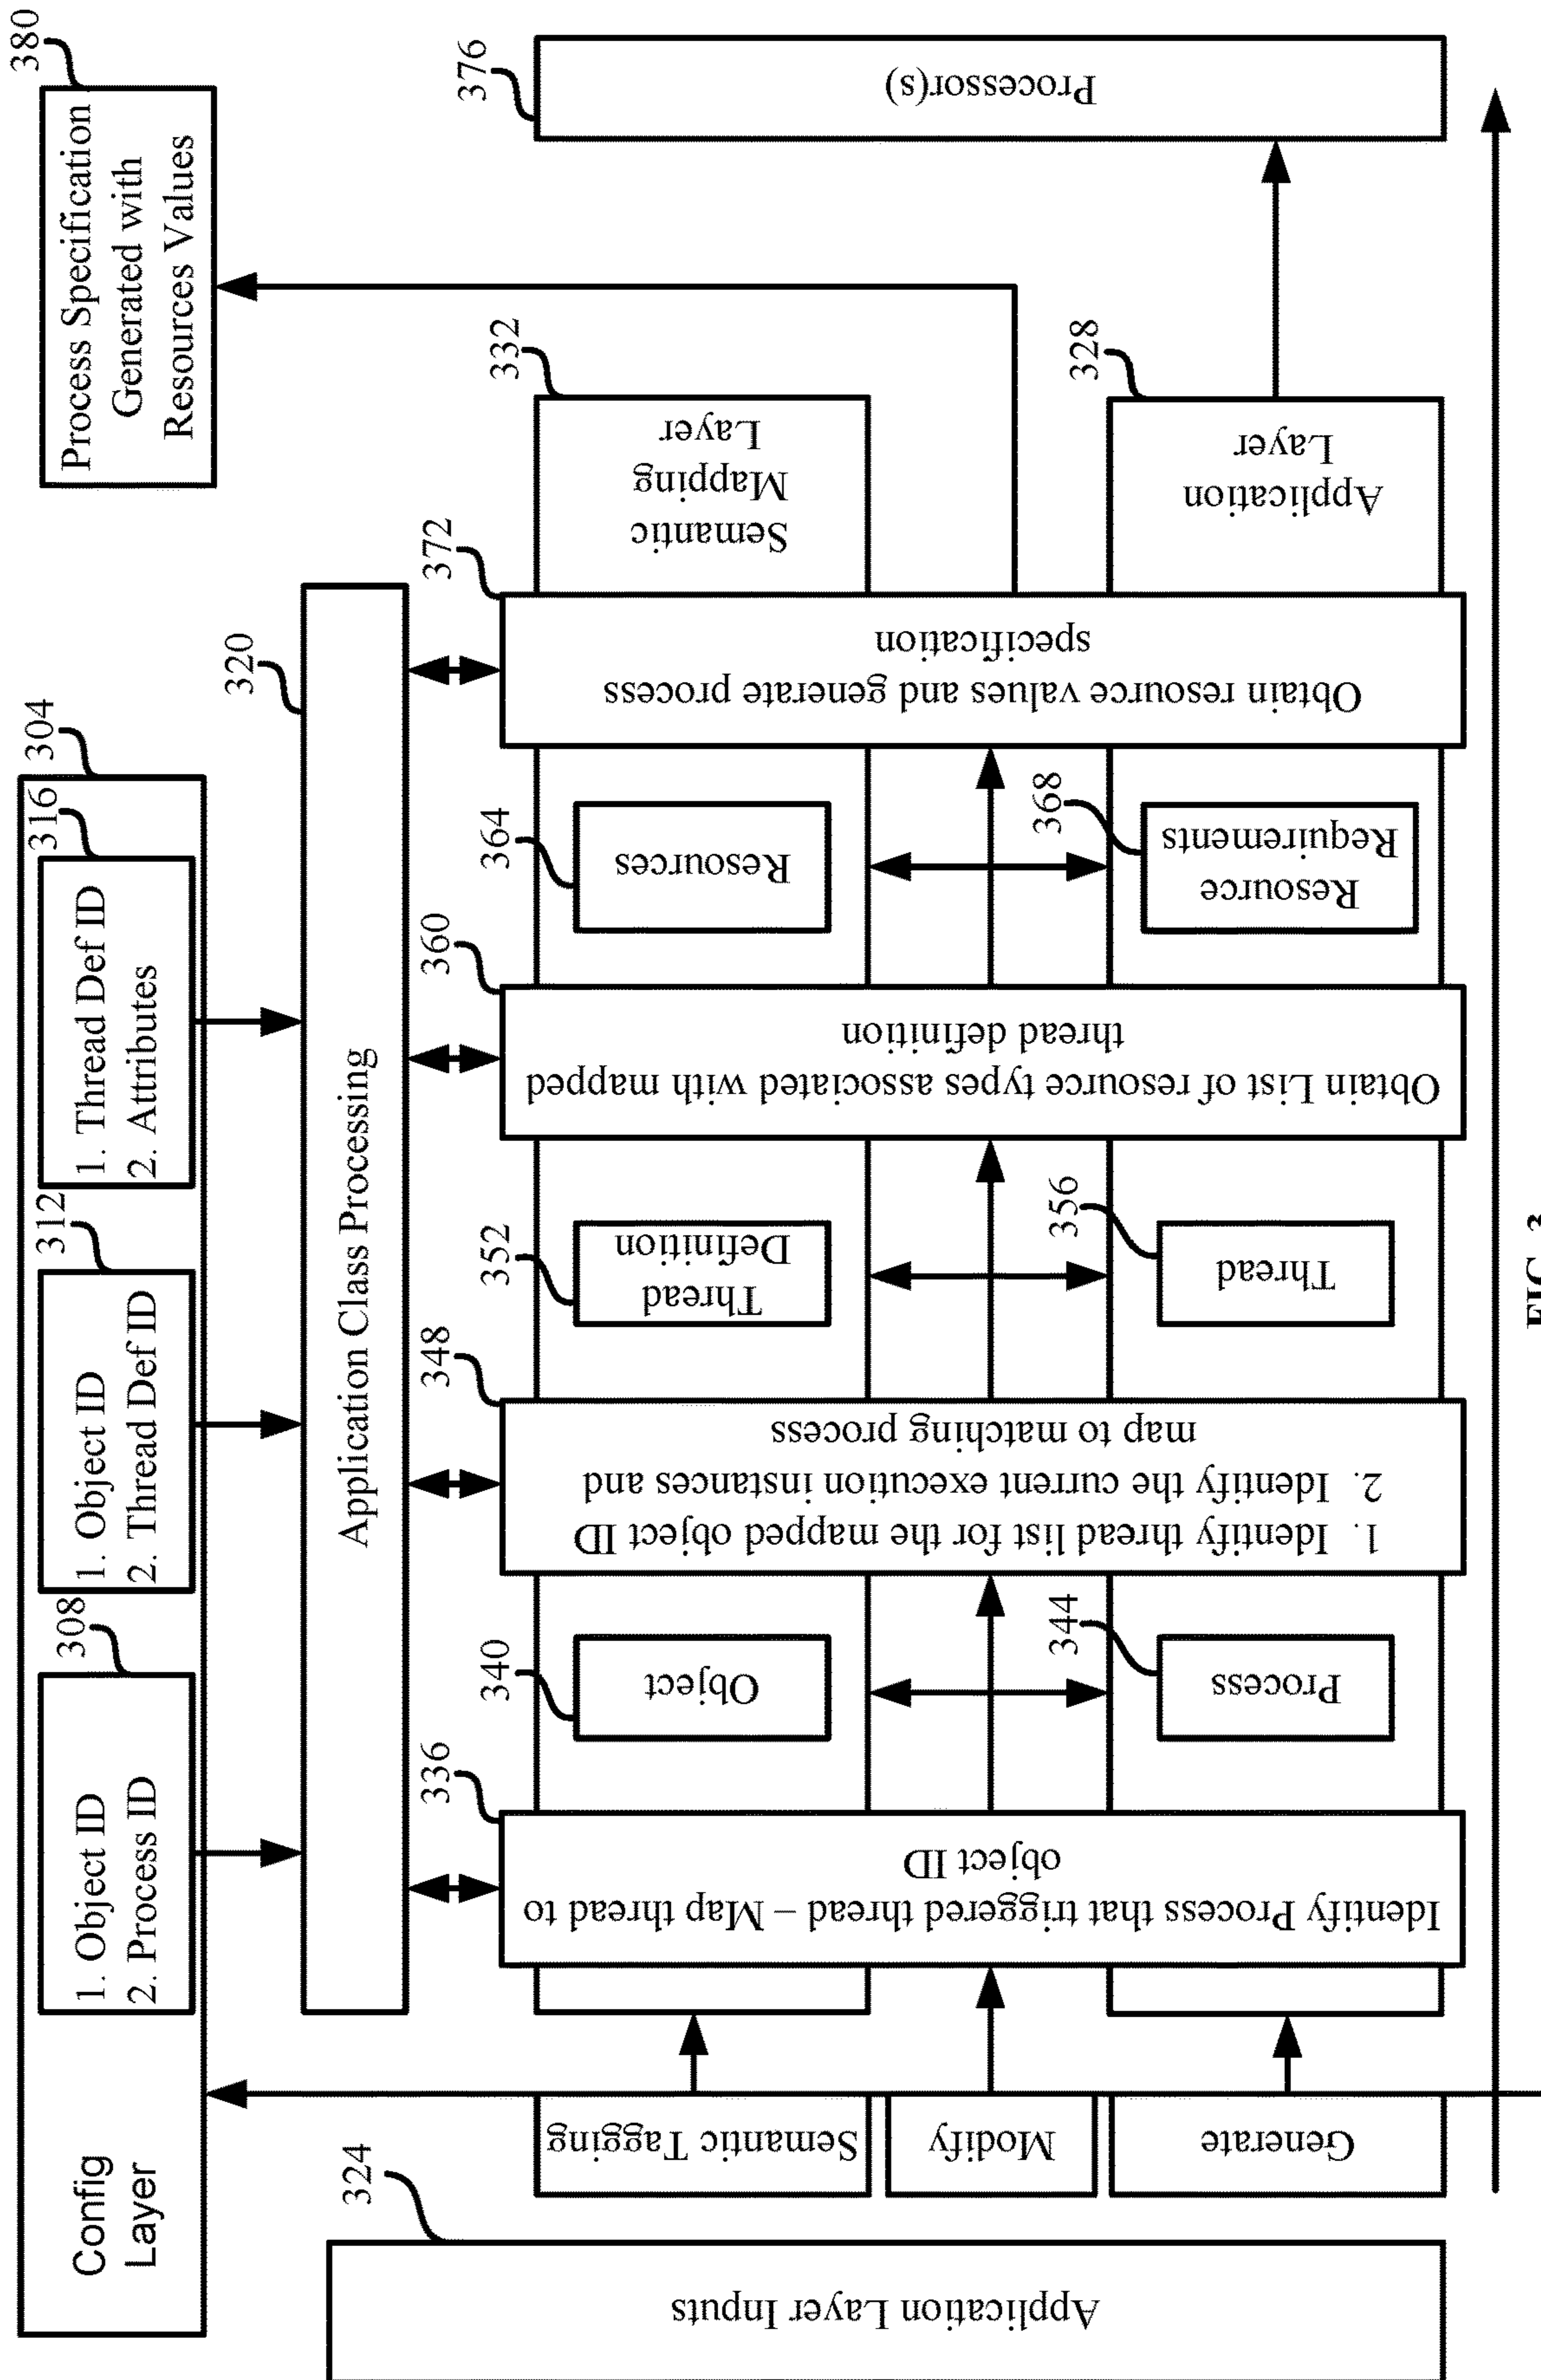 380
Process Specification
Generated with
Resources Values
304
Config
Layer
308
1. Object ID
2. Process ID
312
1. Object ID
2. Thread Def ID
316
1. Thread Def ID
2. Attributes
320
Application Class Processing
324
Application Layer Inputs
Semantic Tagging
Modify
Generate
336
Identify Process that triggered thread – Map thread to
object ID
340
Object
344
Process
348
1. Identify thread list for the mapped object ID
2. Identify the current execution instances and
map to matching process
352
Thread
Definition
356
Thread
360
Obtain List of resource types associated with mapped
thread definition
364
Resources
368
Resource
Requirements
372
Obtain resource values and generate process
specification
332
Semantic
Mapping
Layer
328
Application
Layer
376
Processor(s)